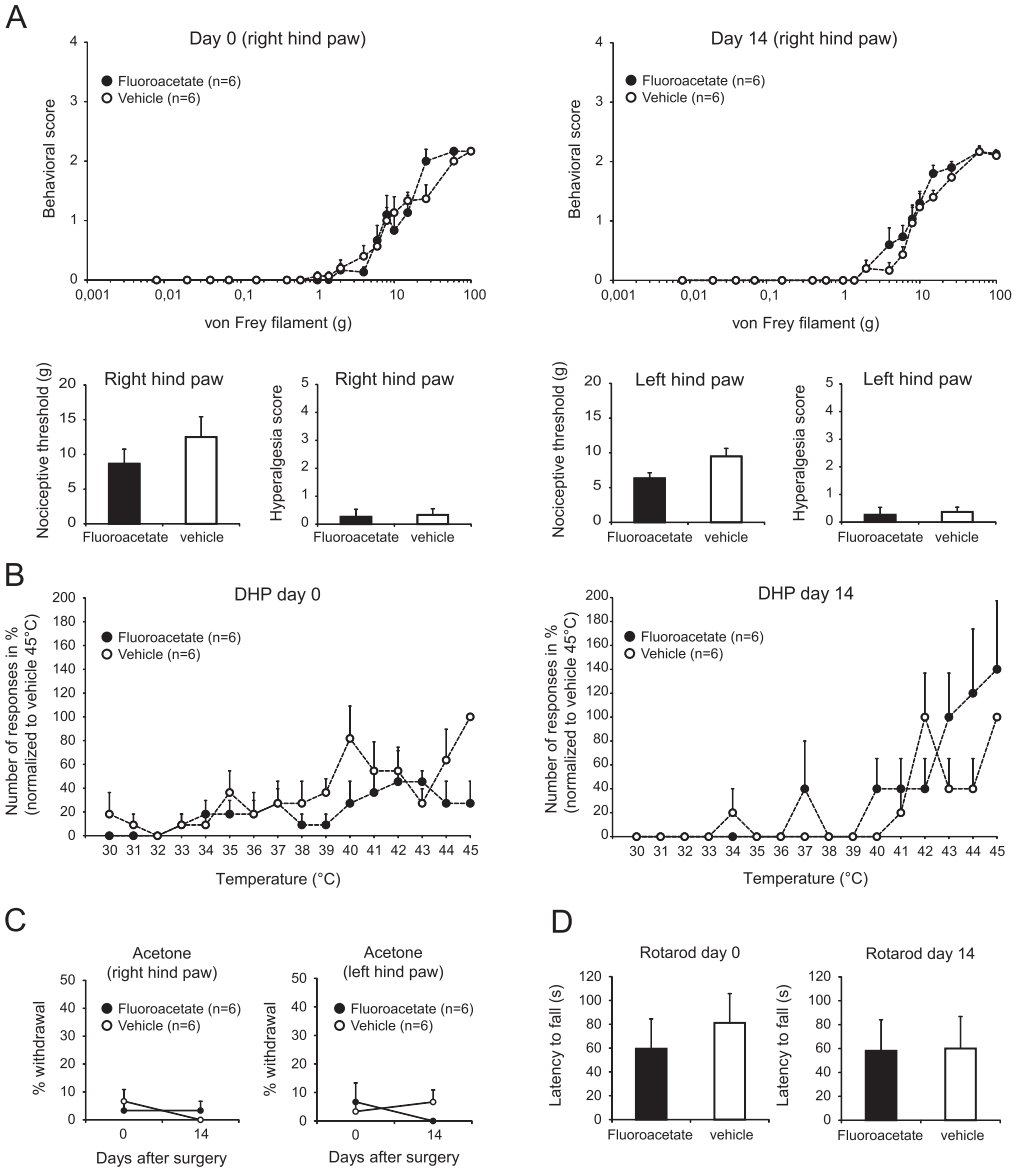 A
Day 0 (right hind paw)
Behavioral score
4
3
2
1
0
Fluoroacetate (n=6)
Vehicle (n=6)
0,001
0,01
0,1
1
10
100
von Frey filament (g)
Day 14 (right hind paw)
Behavioral score
4
3
2
1
0
Fluoroacetate (n=6)
Vehicle (n=6)
0,001
0,01
0,1
1
10
100
von Frey filament (g)
Right hind paw
Nociceptive threshold (g)
20
15
10
5
0
Fluoroacetate
vehicle
Right hind paw
Hyperalgesia score
5
4
3
2
1
0
Fluoroacetate
vehicle
Left hind paw
Nociceptive threshold (g)
20
15
10
5
0
Fluoroacetate
vehicle
Left hind paw
Hyperalgesia score
5
4
3
2
1
0
Fluoroacetate
vehicle
B
DHP day 0
Number of responses in %
(normalized to vehicle 45°C)
200
180
160
140
120
100
80
60
40
20
0
Fluoroacetate (n=6)
Vehicle (n=6)
30 31 32 33 34 35 36 37 38 39 40 41 42 43 44 45
Temperature (°C)
DHP day 14
Number of responses in %
(normalized to vehicle 45°C)
200
180
160
140
120
100
80
60
40
20
0
Fluoroacetate (n=6)
Vehicle (n=6)
30 31 32 33 34 35 36 37 38 39 40 41 42 43 44 45
Temperature (°C)
C
Acetone
(right hind paw)
% withdrawal
50
40
30
20
10
0
Fluoroacetate (n=6)
Vehicle (n=6)
0
14
Days after surgery
Acetone
(left hind paw)
% withdrawal
50
40
30
20
10
0
Fluoroacetate (n=6)
Vehicle (n=6)
0
14
Days after surgery
D
Rotarod day 0
Latency to fall (s)
120
100
80
60
40
20
0
Fluoroacetate
vehicle
Rotarod day 14
Latency to fall (s)
120
100
80
60
40
20
0
Fluoroacetate
vehicle